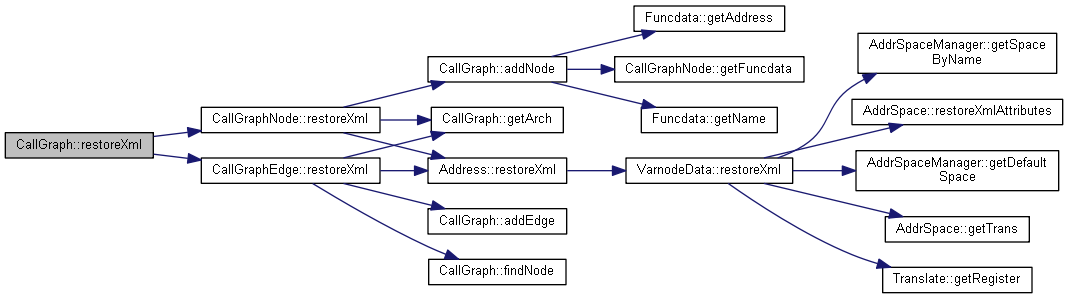 CallGraph::restoreXml
CallGraphNode::restoreXml
CallGraphEdge::restoreXml
CallGraph::addNode
CallGraph::getArch
Address::restoreXml
CallGraph::addEdge
CallGraph::findNode
Funcdata::getAddress
CallGraphNode::getFuncdata
Funcdata::getName
VarnodeData::restoreXml
AddrSpaceManager::getSpace
ByName
AddrSpace::restoreXmlAttributes
AddrSpaceManager::getDefault
Space
AddrSpace::getTrans
Translate::getRegister